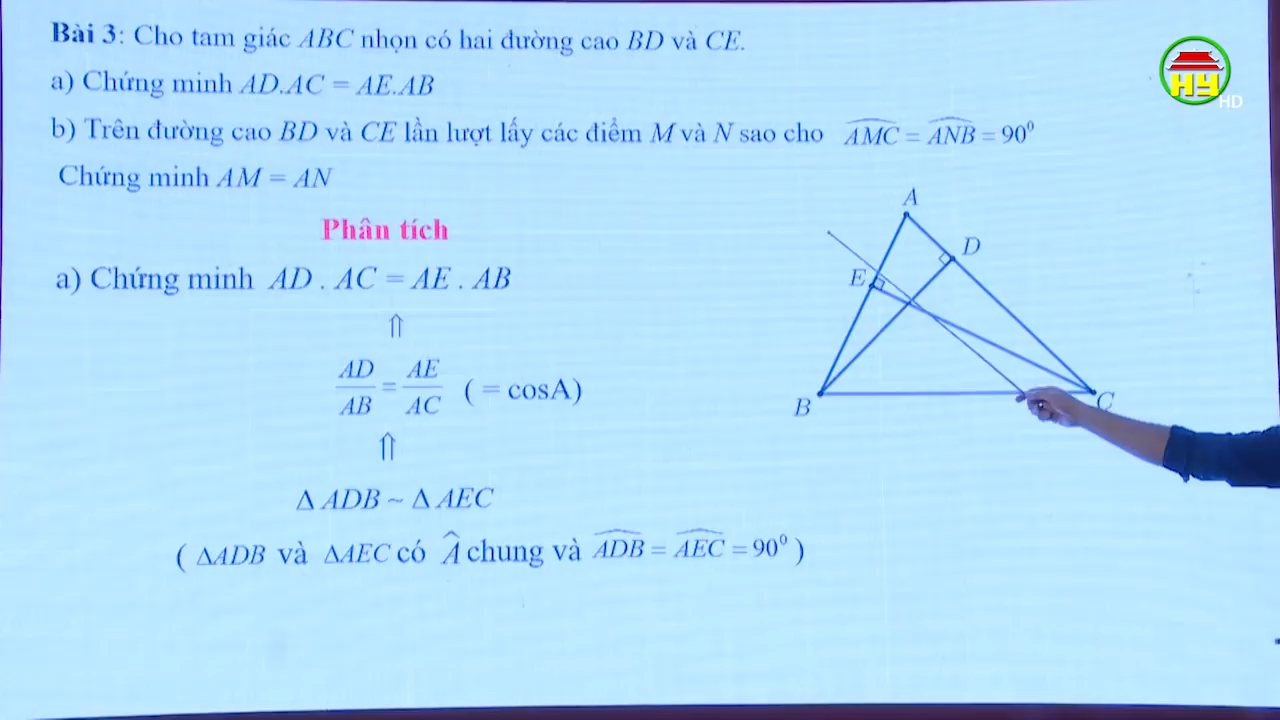 Bài 3: Cho tam giác ABC nhọn có hai đường cao BD và CE.
a) Chứng minh AD.AC = AE.AB
b) Trên đường cao BD và CE lần lượt lấy các điểm M và N sao cho AMC = ANB = 90⁰
Chứng minh AM = AN
Phân tích
a) Chứng minh AD . AC = AE . AB
⇑
AD/AB = AE/AC ( = cosA)
⇑
Δ ADB ~ Δ AEC
( ΔADB và ΔAEC có Â chung và ADB = AEC = 90⁰ )
A
D
E
B
C
HY
HD